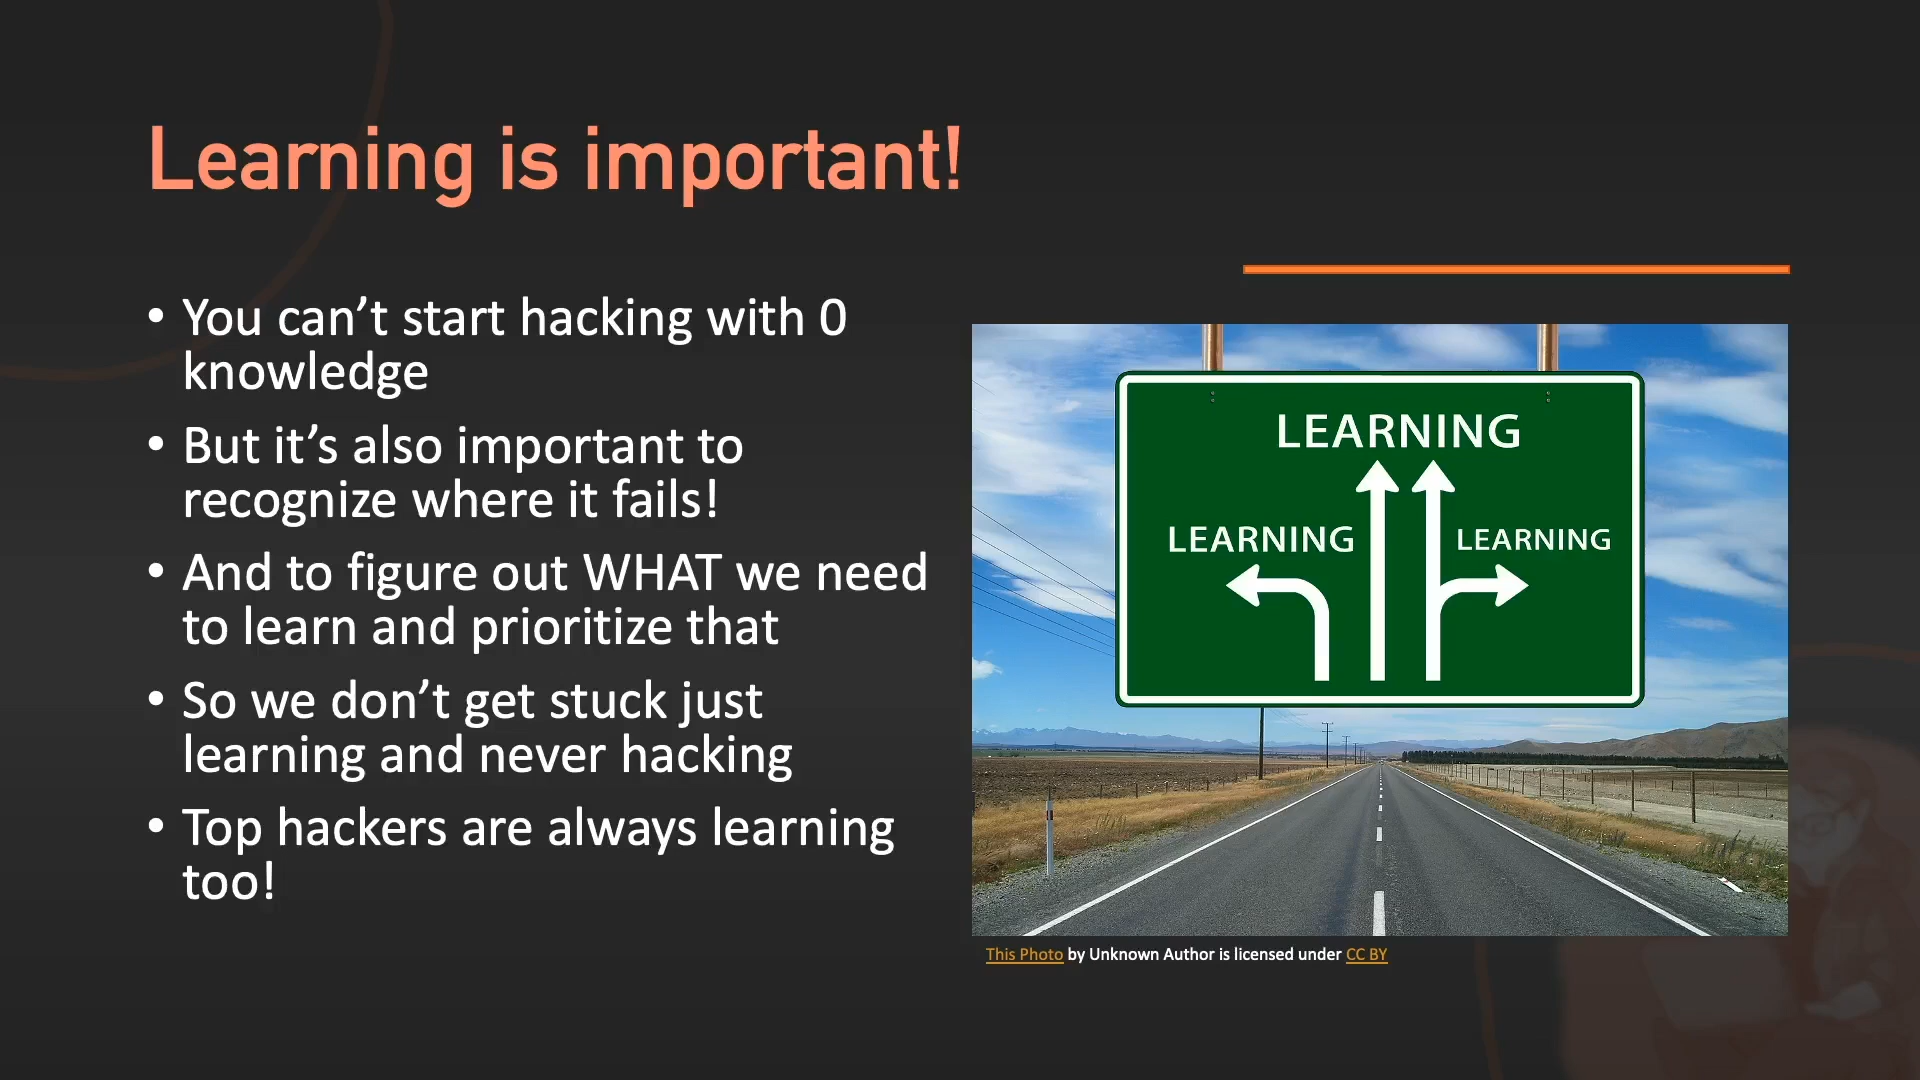 Learning is important!
• You can’t start hacking with 0
knowledge
• But it’s also important to
recognize where it fails!
• And to figure out WHAT we need
to learn and prioritize that
• So we don’t get stuck just
learning and never hacking
• Top hackers are always learning
too!
LEARNING
LEARNING
LEARNING
This Photo by Unknown Author is licensed under CC BY